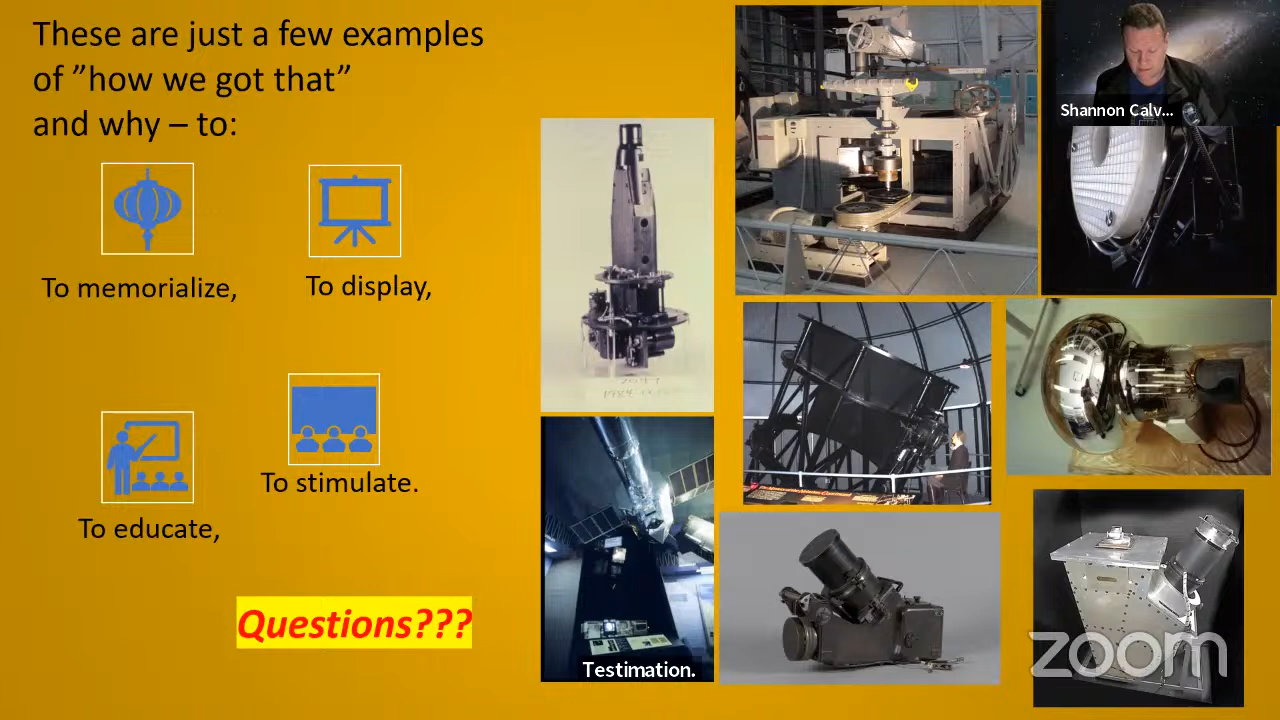 These are just a few examples
of ”how we got that”
and why – to:
To memorialize,
To display,
To educate,
To stimulate.
Questions???
Shannon Calv...
Testimation.
zoom